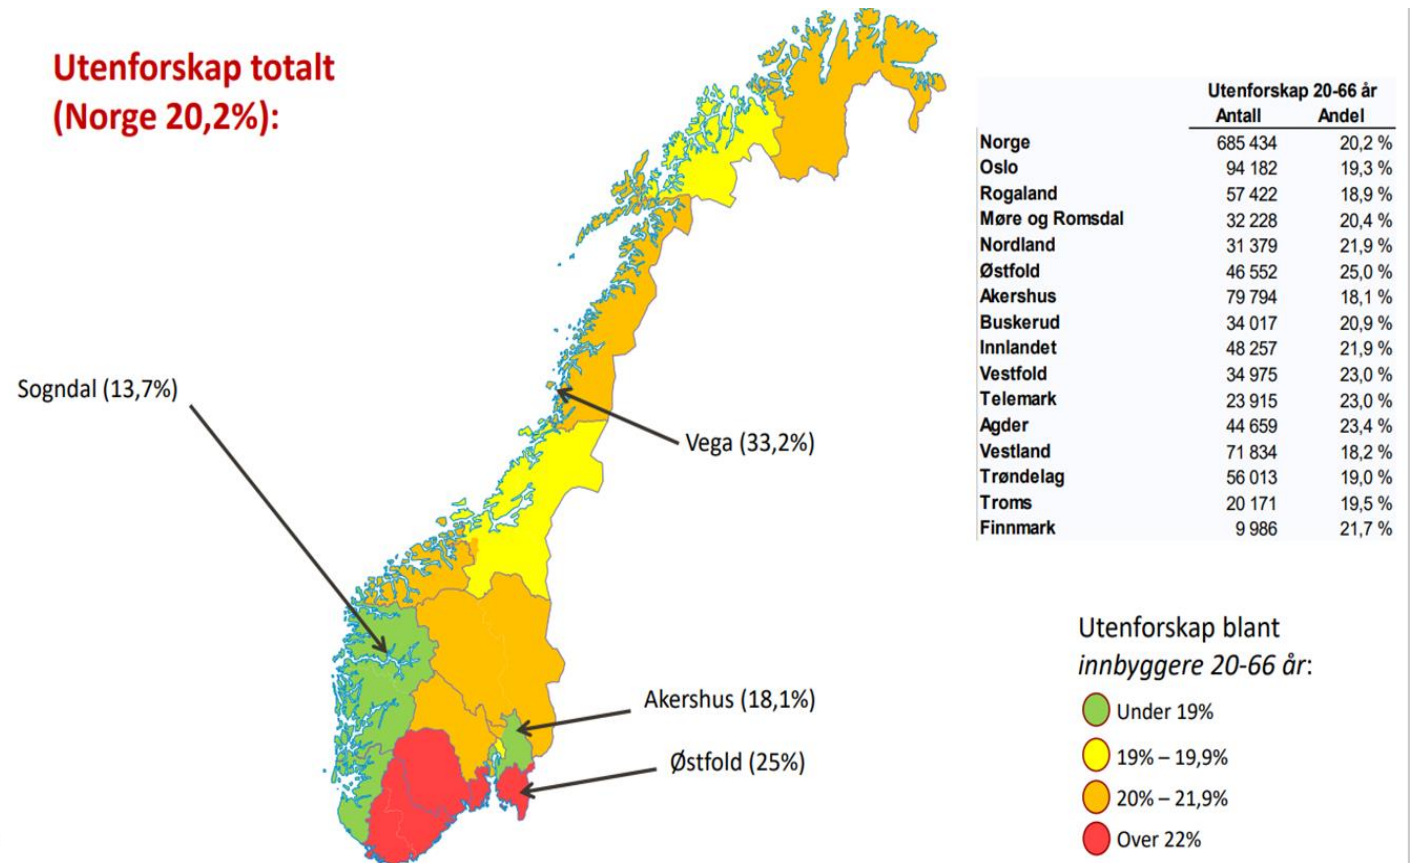 Utenforskap totalt
(Norge 20,2%):
Utenforskap 20-66 år
Antall Andel
Norge 685 434 20,2 %
Oslo 94 182 19,3 %
Rogaland 57 422 18,9 %
Møre og Romsdal 32 228 20,4 %
Nordland 31 379 21,9 %
Østfold 46 552 25,0 %
Akershus 79 794 18,1 %
Buskerud 34 017 20,9 %
Innlandet 48 257 21,9 %
Vestfold 34 975 23,0 %
Telemark 23 915 23,0 %
Agder 44 659 23,4 %
Vestland 71 834 18,2 %
Trøndelag 56 013 19,0 %
Troms 20 171 19,5 %
Finnmark 9 986 21,7 %
Sogndal (13,7%)
Vega (33,2%)
Akershus (18,1%)
Østfold (25%)
Utenforskap blant
innbyggere 20-66 år:
Under 19%
19% – 19,9%
20% – 21,9%
Over 22%